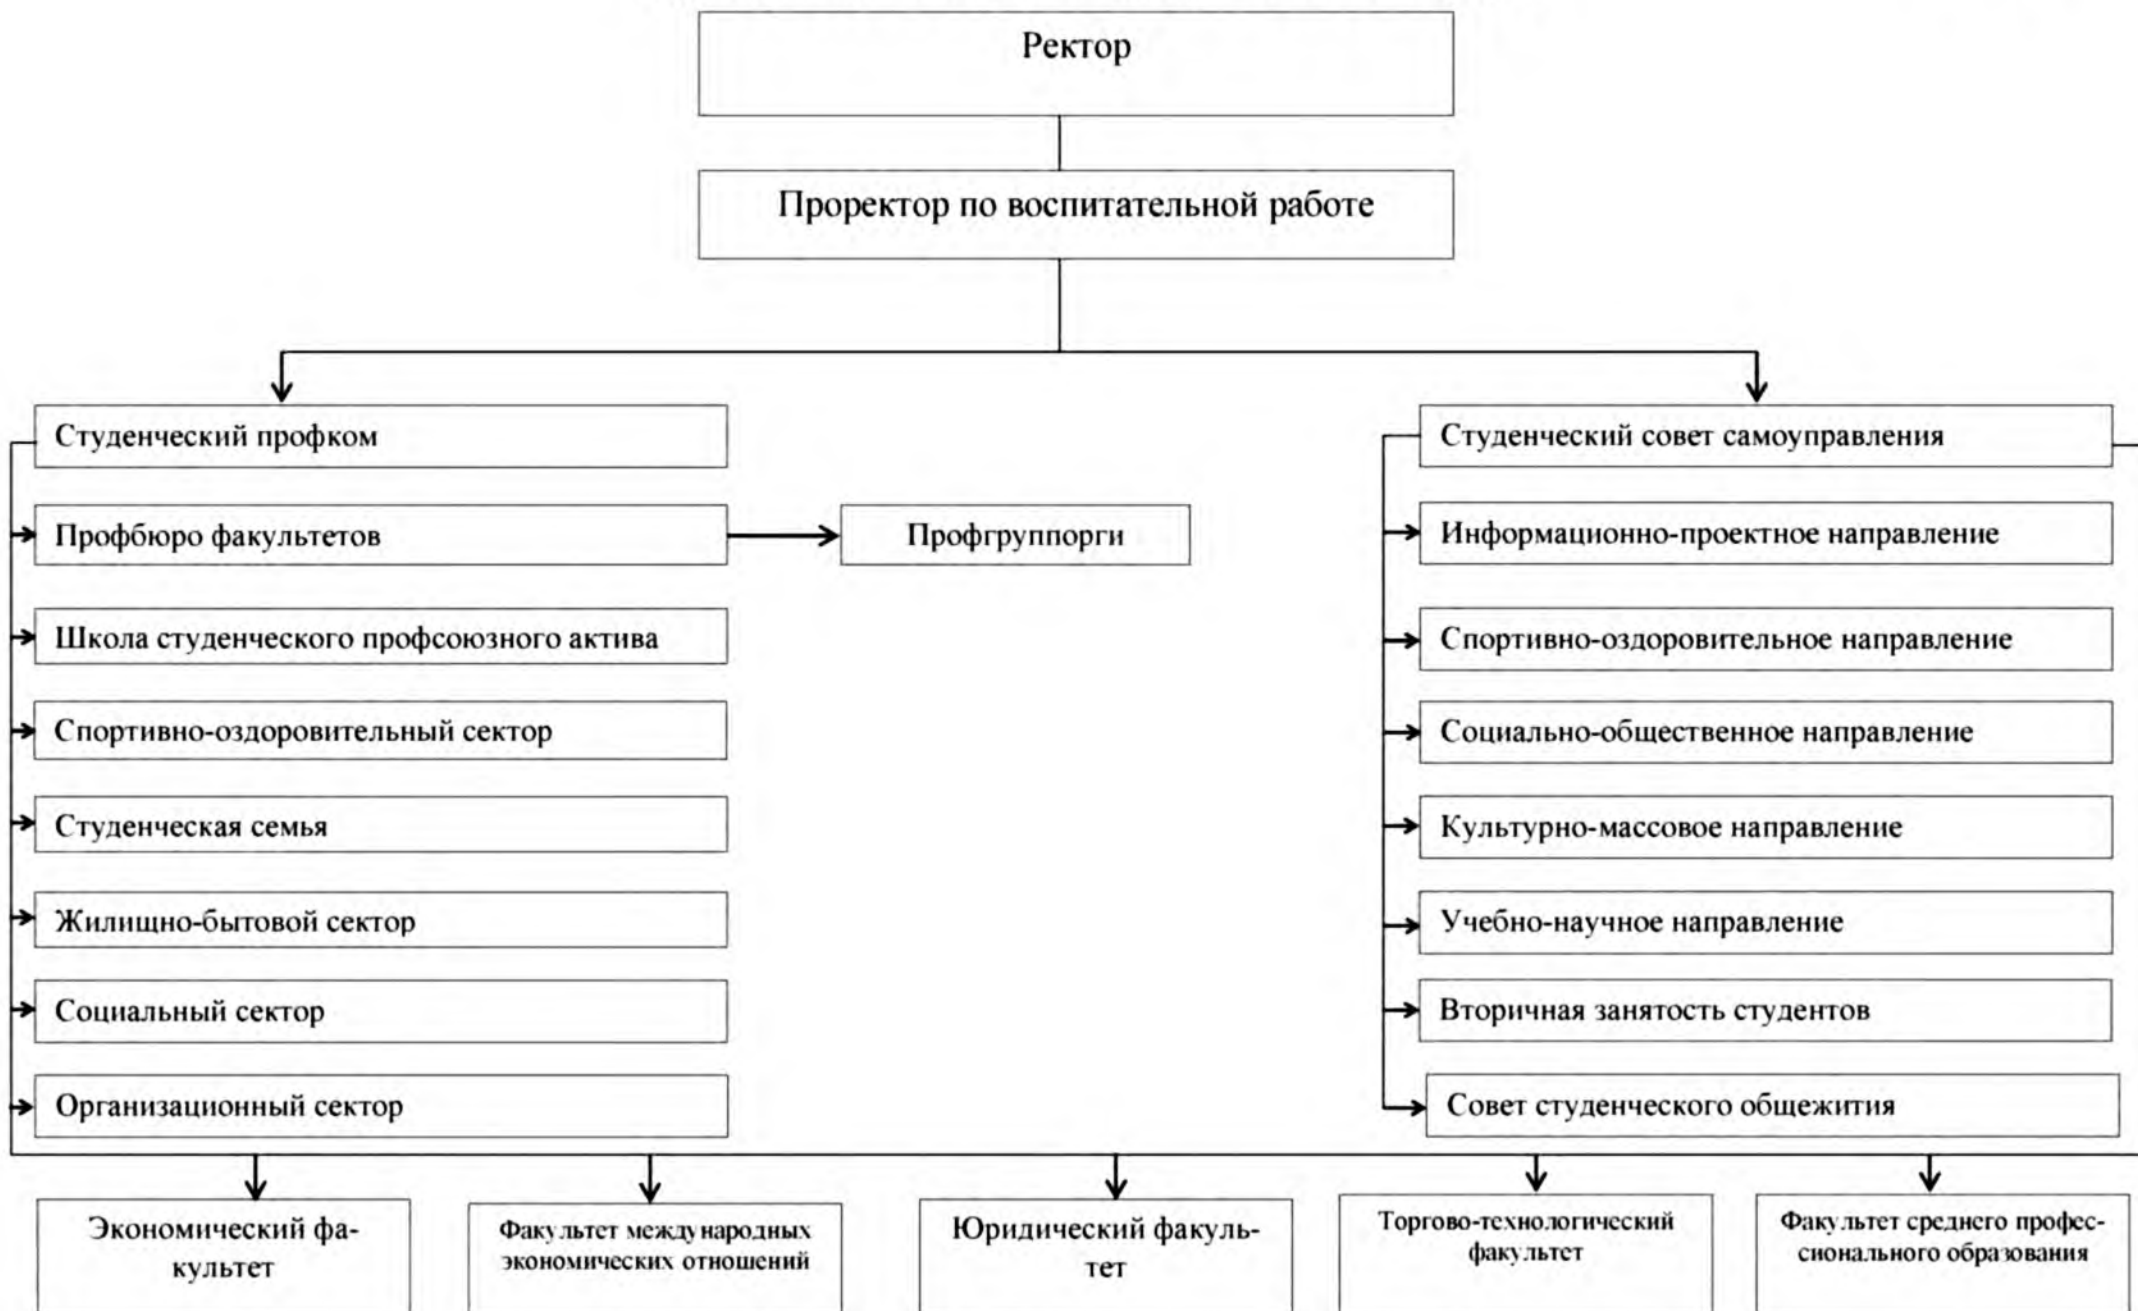 Ректор
Проректор по воспитательной работе
Студенческий профком
Профбюро факультетов
Профгруппорги
Школа студенческого профсоюзного актива
Спортивно-оздоровительный сектор
Студенческая семья
Жилищно-бытовой сектор
Социальный сектор
Организационный сектор
Студенческий совет самоуправления
Информационно-проектное направление
Спортивно-оздоровительное направление
Социально-общественное направление
Культурно-массовое направление
Учебно-научное направление
Вторичная занятость студентов
Совет студенческого общежития
Экономический фа-
культет
Факультет международных
экономических отношений
Юридический факуль-
тет
Торгово-технологический
факультет
Факультет среднего профес-
сионального образования